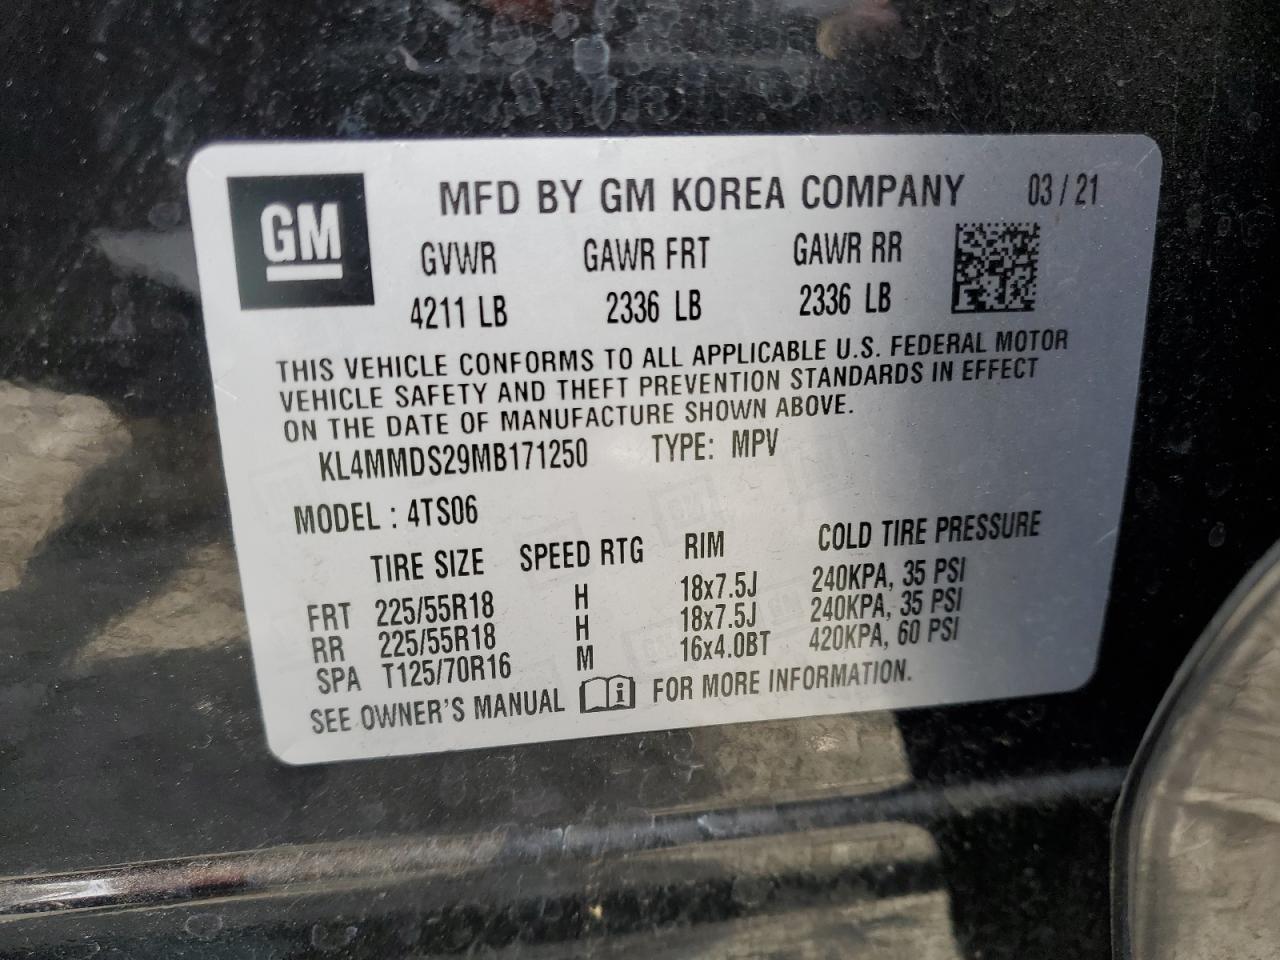 GM
MFD BY GM KOREA COMPANY 03 / 21
GVWR GAWR FRT GAWR RR
4211 LB 2336 LB 2336 LB
THIS VEHICLE CONFORMS TO ALL APPLICABLE U.S. FEDERAL MOTOR
VEHICLE SAFETY AND THEFT PREVENTION STANDARDS IN EFFECT
ON THE DATE OF MANUFACTURE SHOWN ABOVE.
KL4MMDS29MB171250 TYPE: MPV
MODEL : 4TS06
TIRE SIZE SPEED RTG RIM COLD TIRE PRESSURE
FRT 225/55R18 H 18x7.5J 240KPA, 35 PSI
RR 225/55R18 H 18x7.5J 240KPA, 35 PSI
SPA T125/70R16 M 16x4.0BT 420KPA, 60 PSI
SEE OWNER'S MANUAL i FOR MORE INFORMATION.